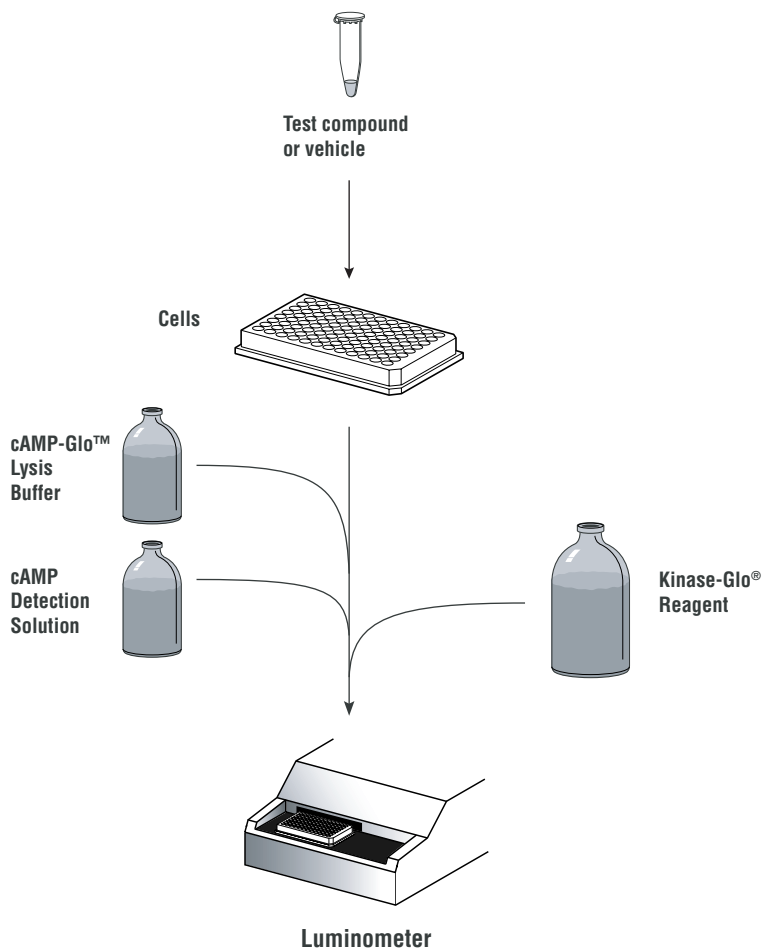 Test compound
or vehicle
Cells
cAMP-Glo™
Lysis
Buffer
cAMP
Detection
Solution
Kinase-Glo®
Reagent
Luminometer